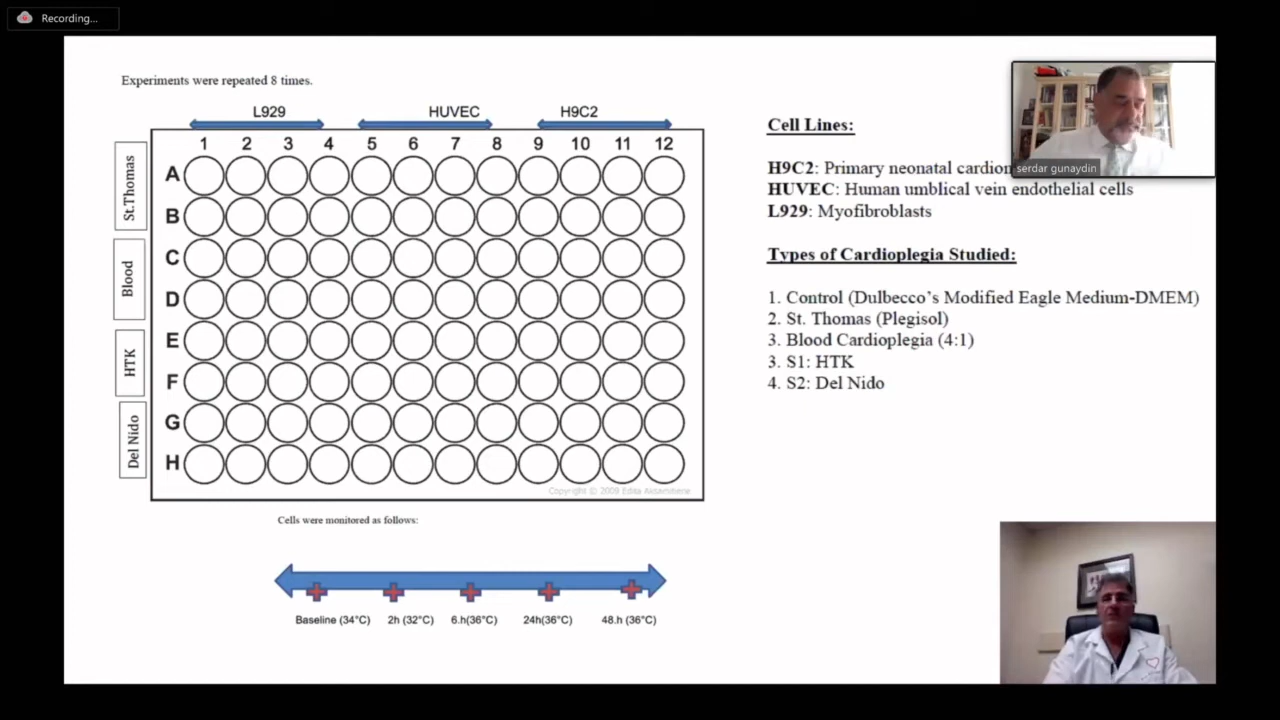 Recording...
Experiments were repeated 8 times.
L929 HUVEC H9C2
1 2 3 4 5 6 7 8 9 10 11 12
A
B
C
D
E
F
G
H
St.Thomas
Blood
HTK
Del Nido
Copyright © 2009 Edita Aksamitiene
Cells were monitored as follows:
Baseline (34°C) 2h (32°C) 6.h(36°C) 24h(36°C) 48.h (36°C)
Cell Lines:
H9C2: Primary neonatal
serdar gunaydin
HUVEC: Human umblical vein endothelial cells
L929: Myofibroblasts
Types of Cardioplegia Studied:
1. Control (Dulbecco’s Modified Eagle Medium-DMEM)
2. St. Thomas (Plegisol)
3. Blood Cardioplegia (4:1)
3. S1: HTK
4. S2: Del Nido